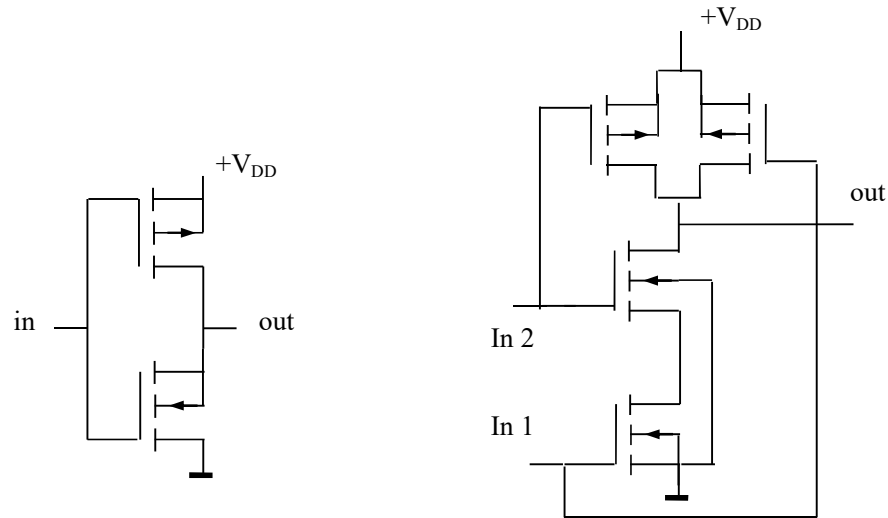 +V_DD
in
out
+V_DD
out
In 2
In 1